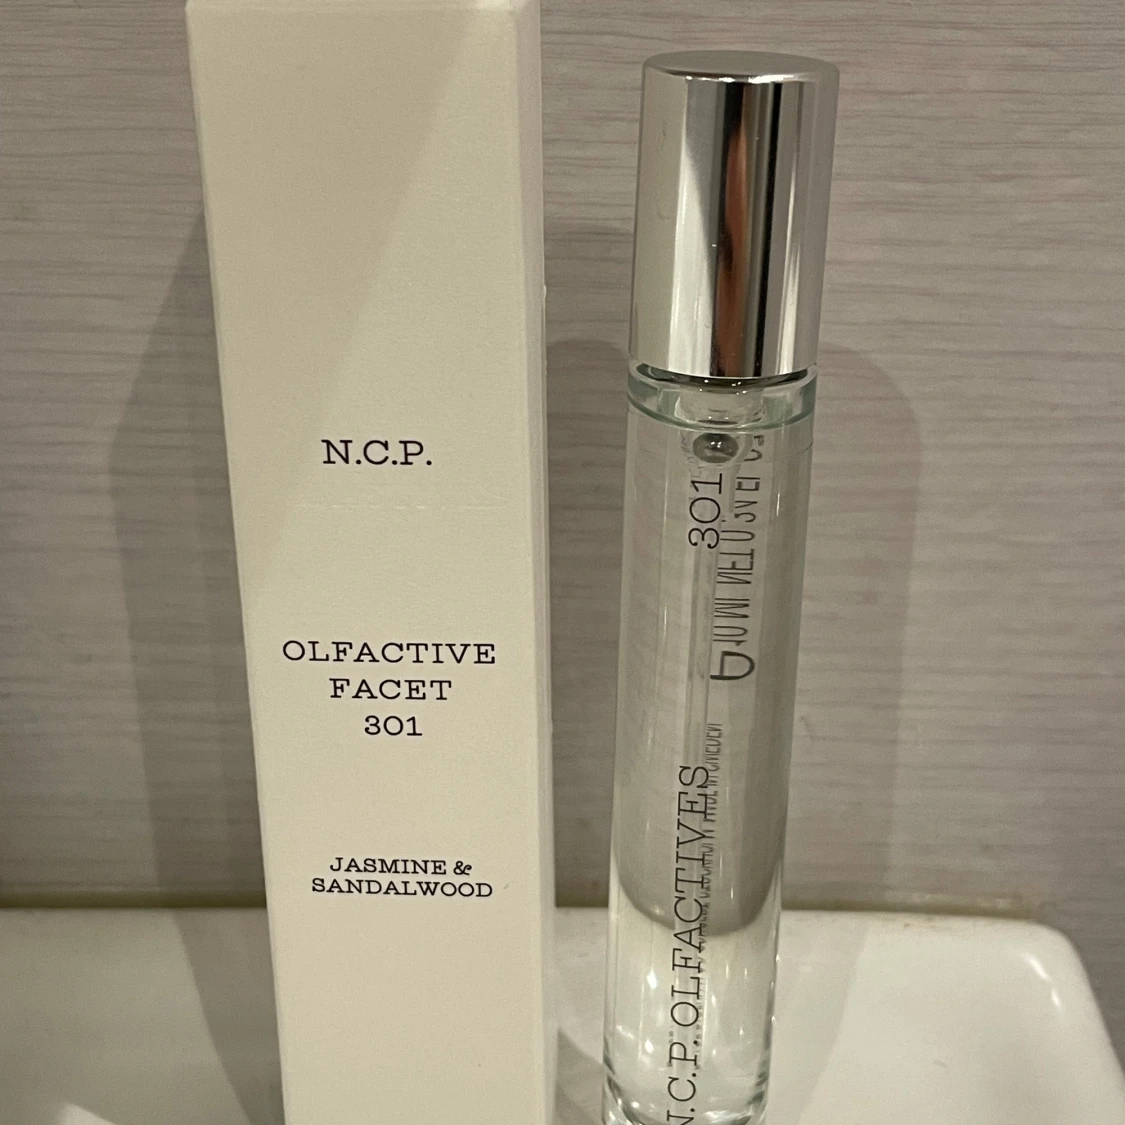 N.C.P.
OLFACTIVE
FACET
301
JASMINE &
SANDALWOOD
N.C.P. OLFACTIVES
301